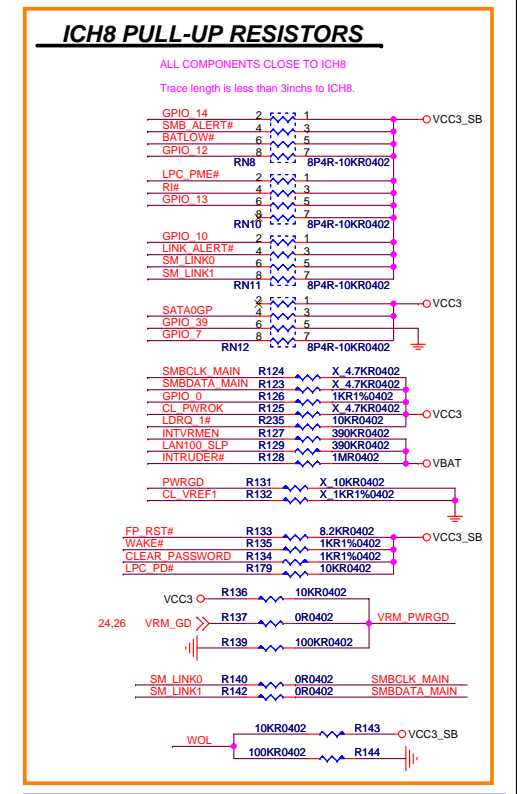 ICH8 PULL-UP RESISTORS
ALL COMPONENTS CLOSE TO ICH8
Trace length is less than 3inchs to ICH8.
GPIO_14 2 1 VCC3_SB
SMB_ALERT# 4 3
BATLOW# 6 5
GPIO_12 8 7
RN8 8P4R-10KR0402
LPC_PME# 2 1
RI# 4 3
GPIO_13 6 5
8 7
RN10 8P4R-10KR0402
GPIO_10 2 1
LINK_ALERT# 4 3
SM_LINK0 6 5
SM_LINK1 8 7
RN11 8P4R-10KR0402
2 1 VCC3
SATA0GP 4 3
GPIO_39 6 5
GPIO_7 8 7
RN12 8P4R-10KR0402
SMBCLK_MAIN R124 X_4.7KR0402
SMBDATA_MAIN R123 X_4.7KR0402
GPIO_0 R126 1KR1%0402
CL_PWROK R125 X_4.7KR0402 VCC3
LDRQ_1# R235 10KR0402
INTVRMEN R127 390KR0402
LAN100_SLP R129 390KR0402
INTRUDER# R128 1MR0402 VBAT
PWRGD R131 X_10KR0402
CL_VREF1 R132 X_1KR1%0402
FP_RST# R133 8.2KR0402 VCC3_SB
WAKE# R135 1KR1%0402
CLEAR_PASSWORD R134 1KR1%0402
LPC_PD# R179 10KR0402
VCC3 R136 10KR0402
24,26 VRM_GD R137 0R0402 VRM_PWRGD
R139 100KR0402
SM_LINK0 R140 0R0402 SMBCLK_MAIN
SM_LINK1 R142 0R0402 SMBDATA_MAIN
10KR0402 R143 VCC3_SB
WOL
100KR0402 R144